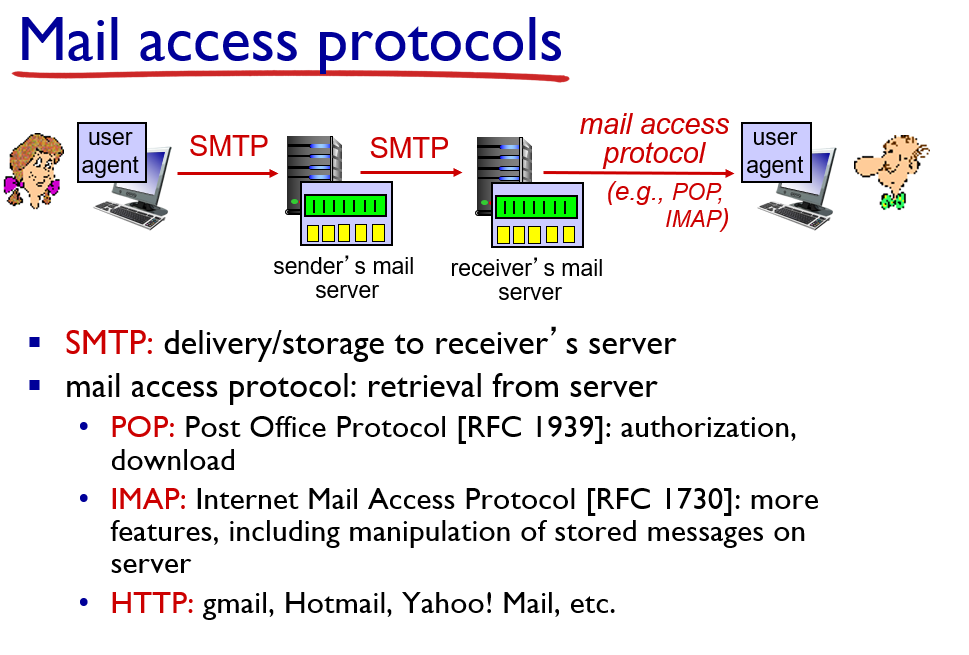 Mail access protocols
user
agent
SMTP
SMTP
mail access
protocol
(e.g., POP,
IMAP)
user
agent
sender’s mail
server
receiver’s mail
server
▪ SMTP: delivery/storage to receiver’s server
▪ mail access protocol: retrieval from server
• POP: Post Office Protocol [RFC 1939]: authorization,
download
• IMAP: Internet Mail Access Protocol [RFC 1730]: more
features, including manipulation of stored messages on
server
• HTTP: gmail, Hotmail, Yahoo! Mail, etc.